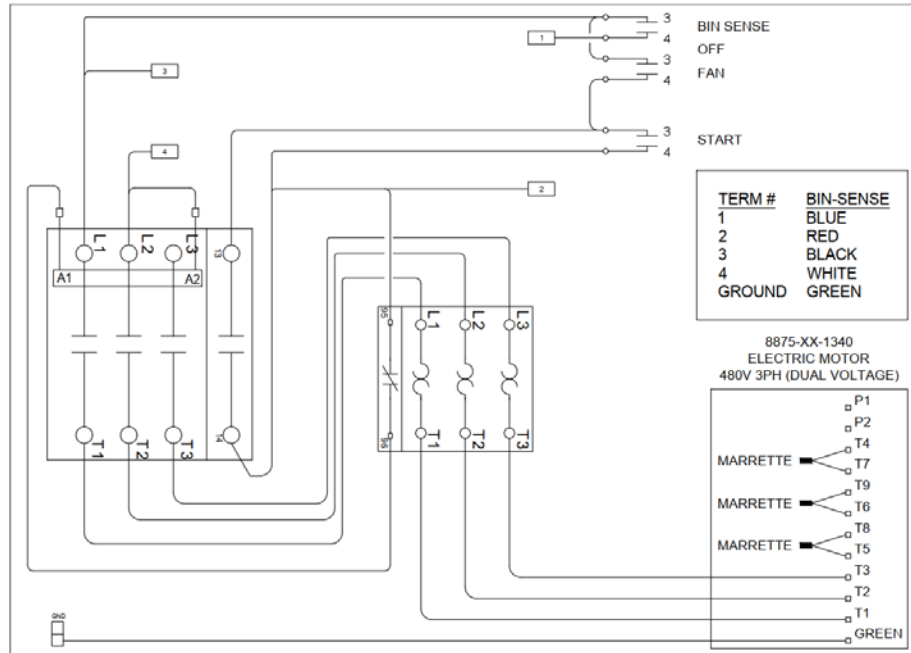 3
BIN SENSE
1
4
OFF
3
3
FAN
4
3
START
4
4
2
TERM # BIN-SENSE
1 BLUE
2 RED
3 BLACK
4 WHITE
GROUND GREEN
L1 L2 L3 13
A1 A2
95 L1 L2 L3
8875-XX-1340
ELECTRIC MOTOR
480V 3PH (DUAL VOLTAGE)
P1
P2
T4
MARRETTE
T7
T9
MARRETTE
T6
T8
MARRETTE
T5
T3
T2
T1
GREEN
T1 T2 T3 14
96 T1 T2 T3
GND